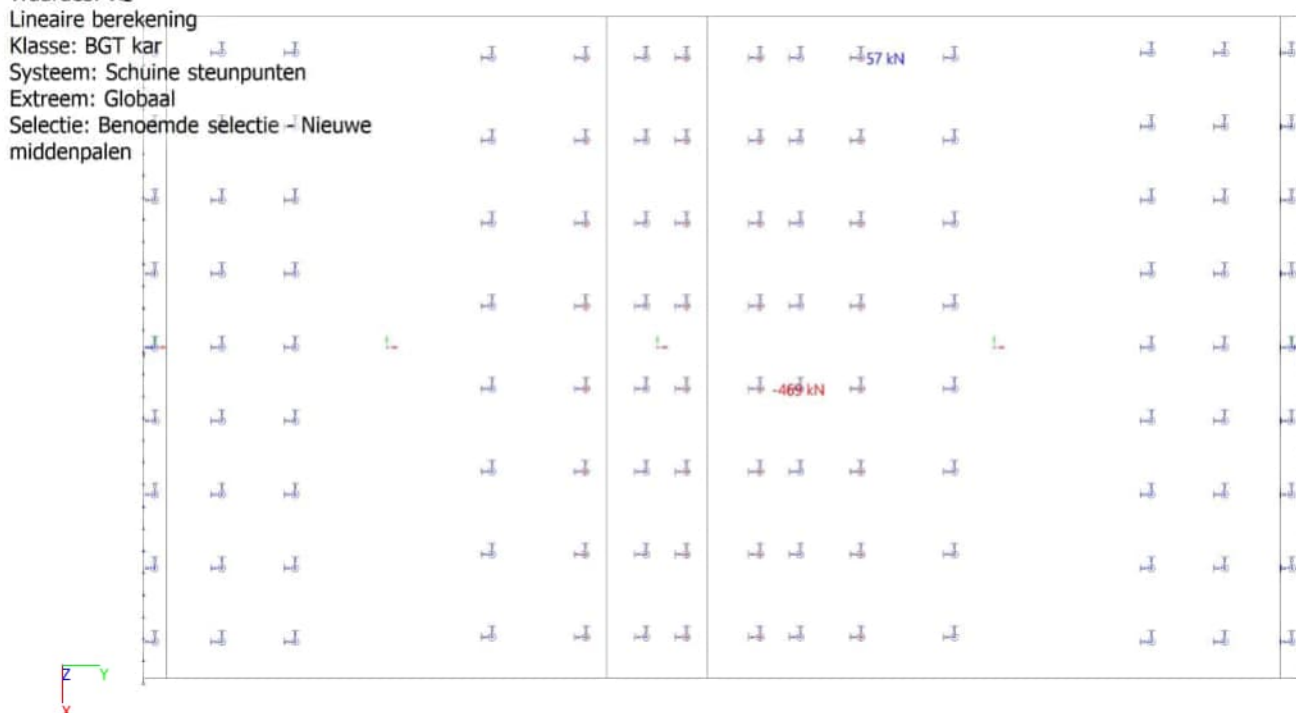 Lineaire berekening
Klasse: BGT kar
Systeem: Schuine steunpunten
Extreem: Globaal
Selectie: Benoemde selectie - Nieuwe
middenpalen
57 kN
-469 kN
Z Y
X